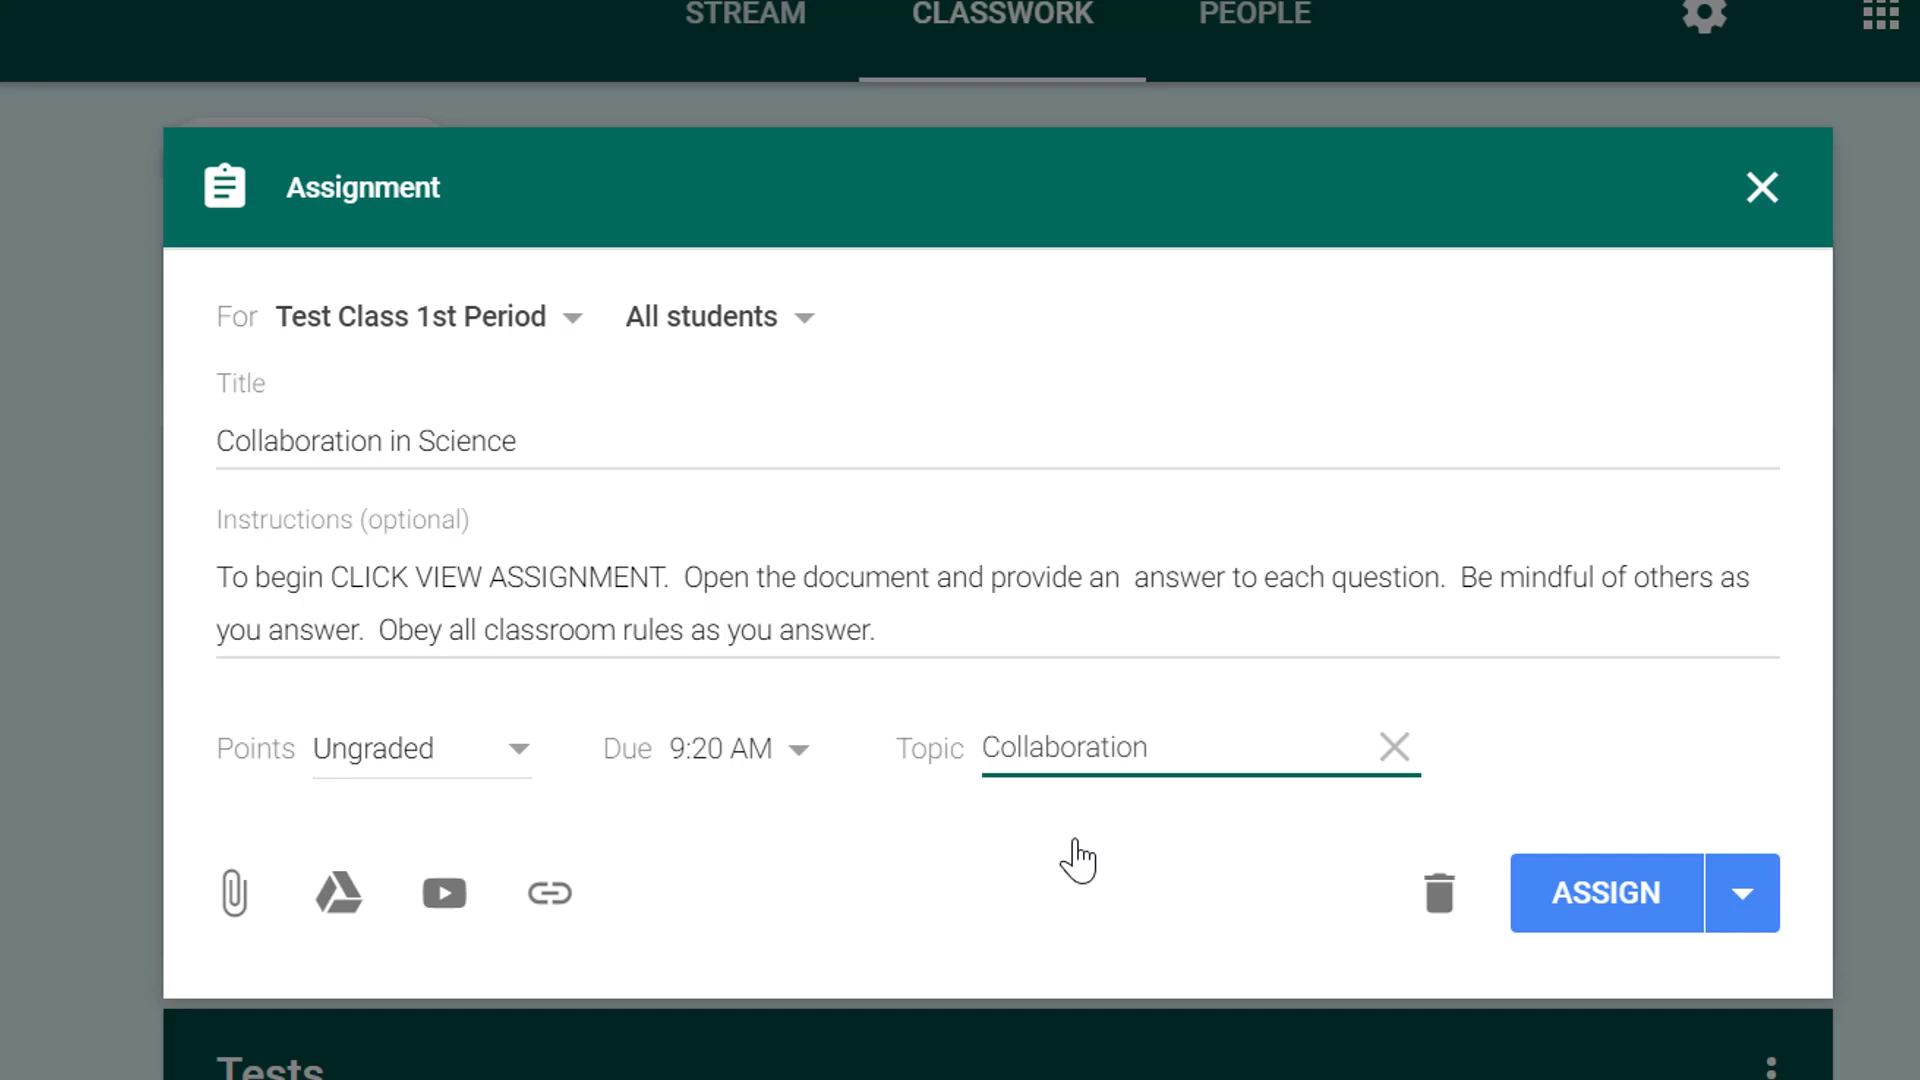 STREAM CLASSWORK PEOPLE
Assignment
For Test Class 1st Period All students
Title
Collaboration in Science
Instructions (optional)
To begin CLICK VIEW ASSIGNMENT.  Open the document and provide an  answer to each question.  Be mindful of others as
you answer.  Obey all classroom rules as you answer.
Points Ungraded Due 9:20 AM Topic Collaboration
ASSIGN
Tests